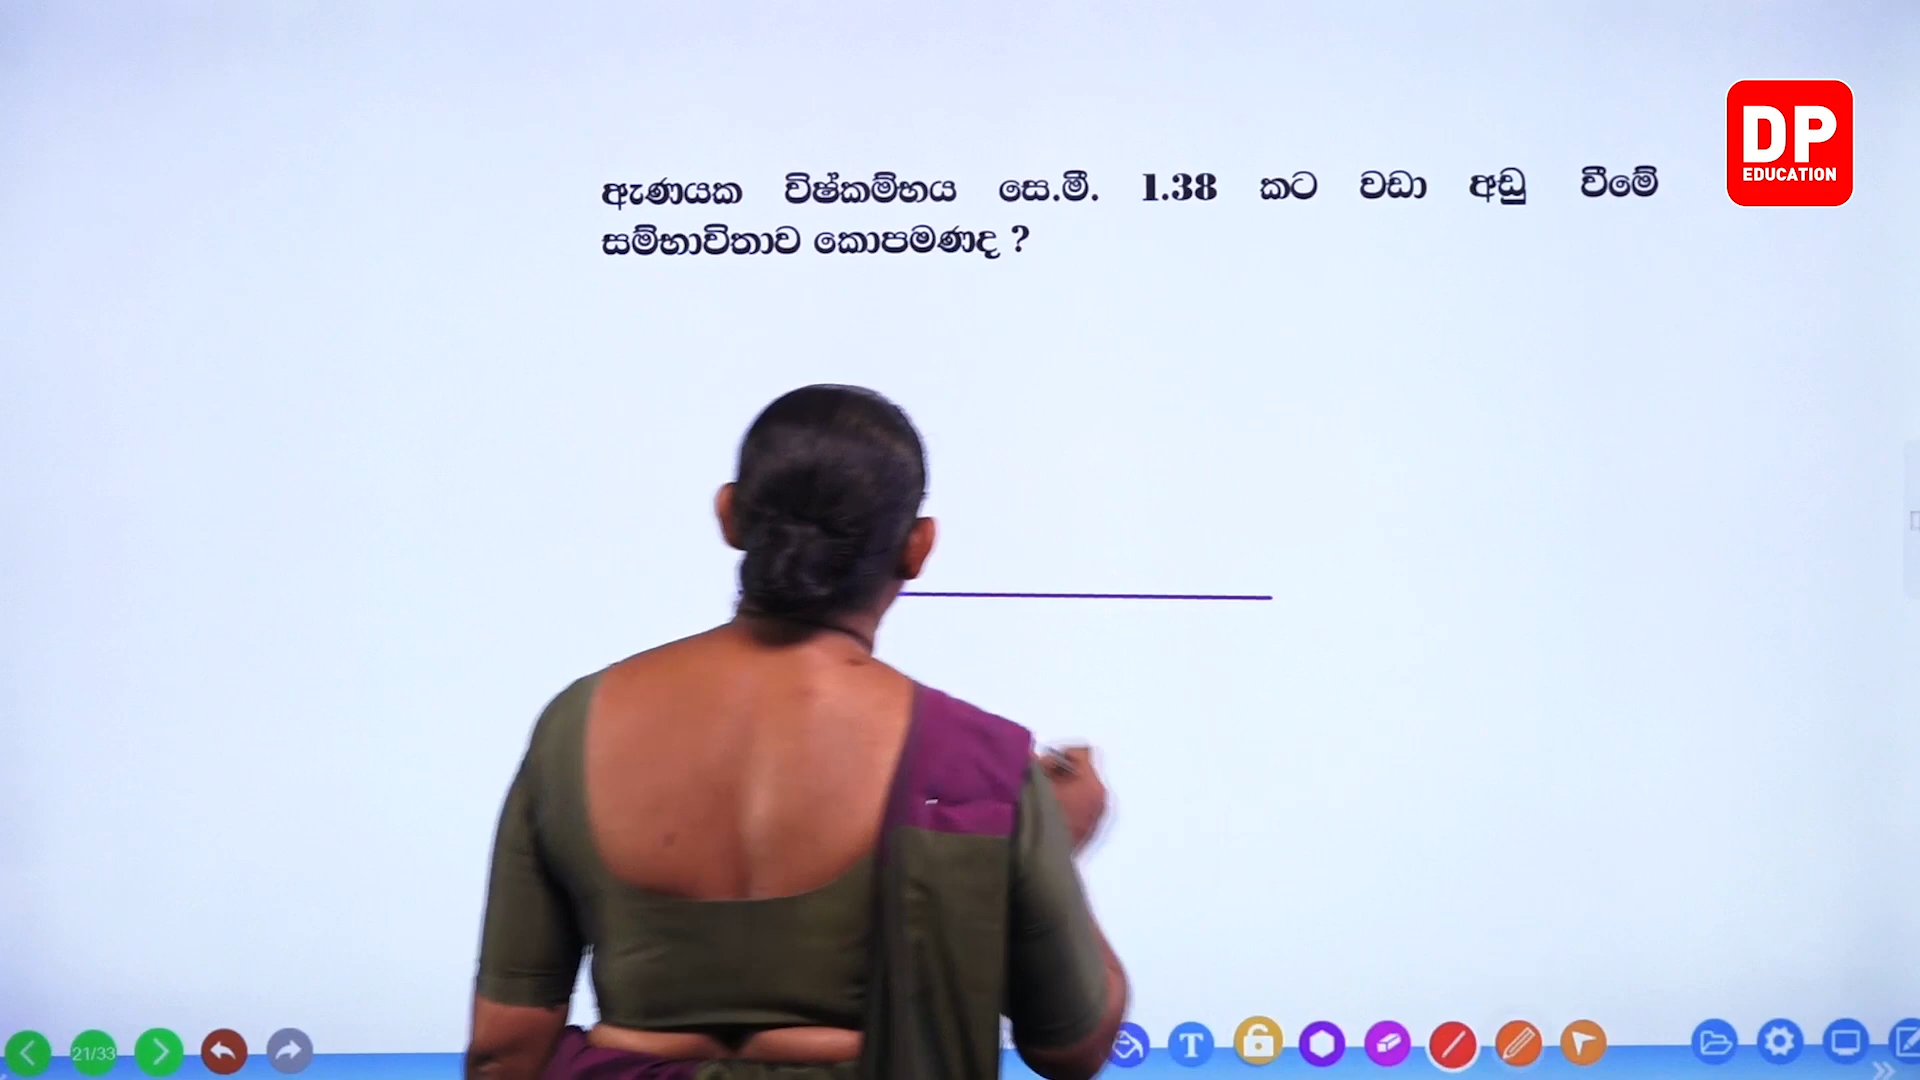 DP
EDUCATION
ඇණයක විෂ්කම්භය සෙ.මී. 1.38 කට වඩා අඩු වීමේ
සම්භාවිතාව කොපමණද ?
21/33
T